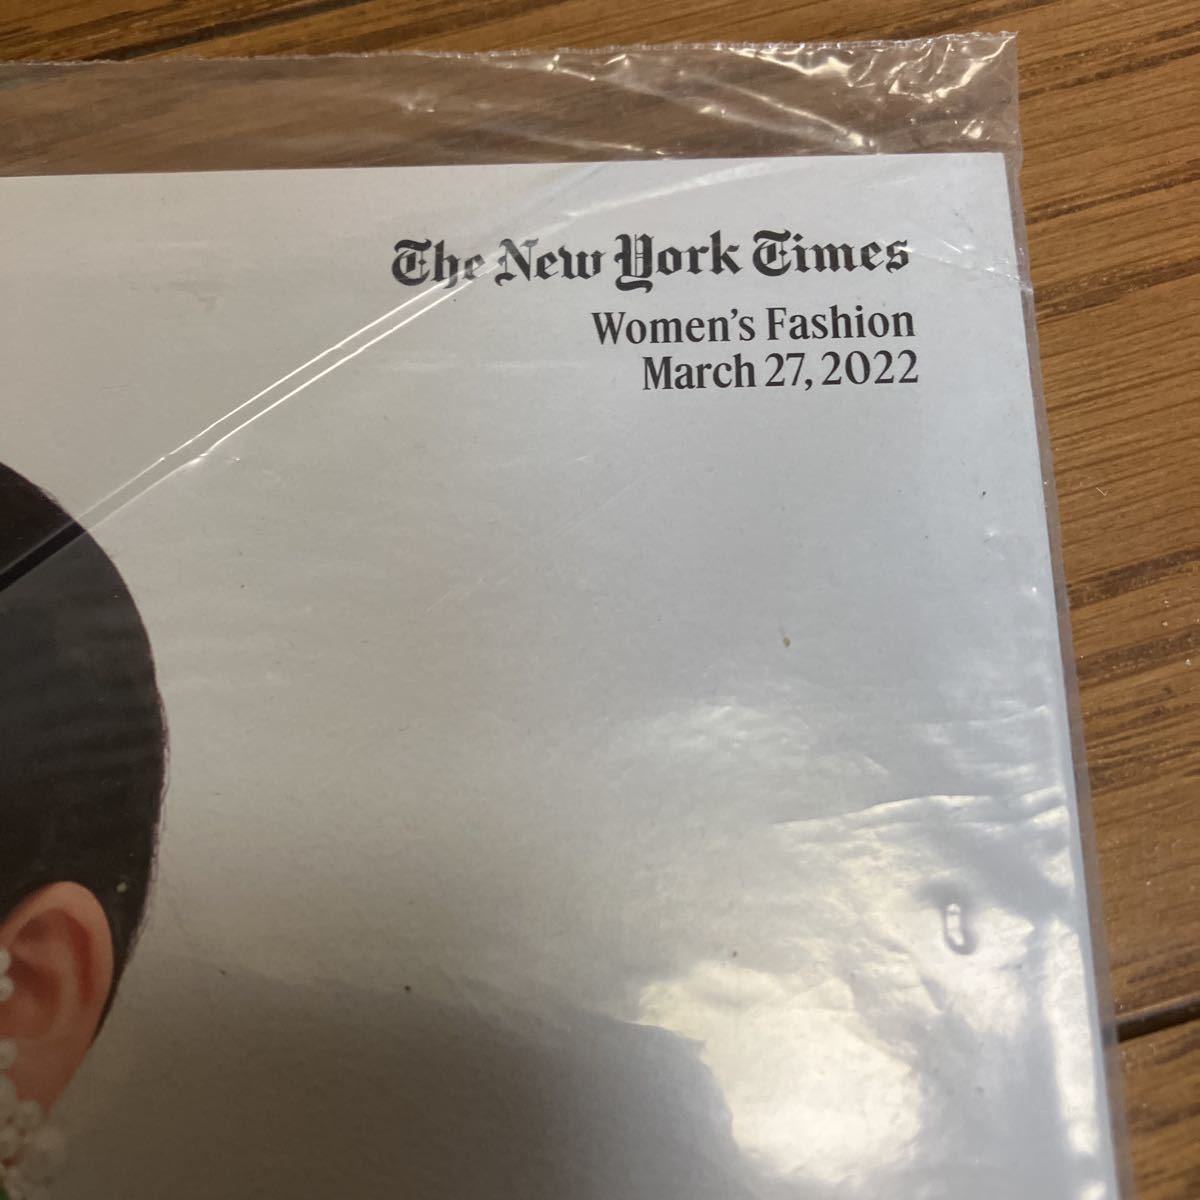 The New York Times
Women’s Fashion
March 27, 2022